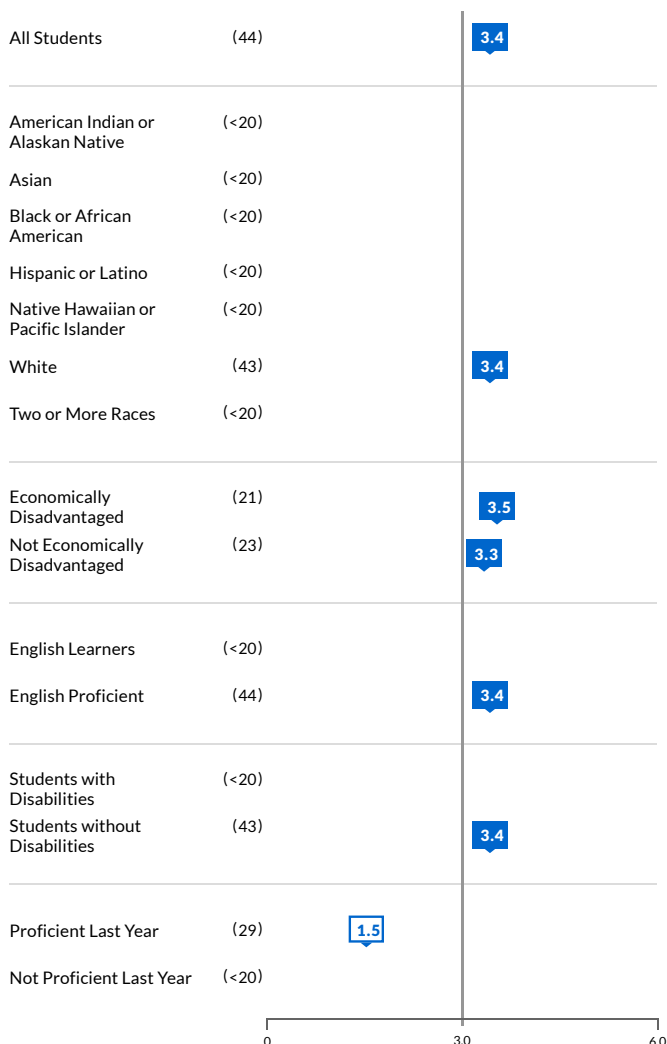 All Students (44) 3.4
American Indian or (<20)
Alaskan Native
Asian (<20)
Black or African (<20)
American
Hispanic or Latino (<20)
Native Hawaiian or (<20)
Pacific Islander
White (43) 3.4
Two or More Races (<20)
Economically (21) 3.5
Disadvantaged
Not Economically (23) 3.3
Disadvantaged
English Learners (<20)
English Proficient (44) 3.4
Students with (<20)
Disabilities
Students without (43) 3.4
Disabilities
Proficient Last Year (29) 1.5
Not Proficient Last Year (<20)
0 3.0 6.0